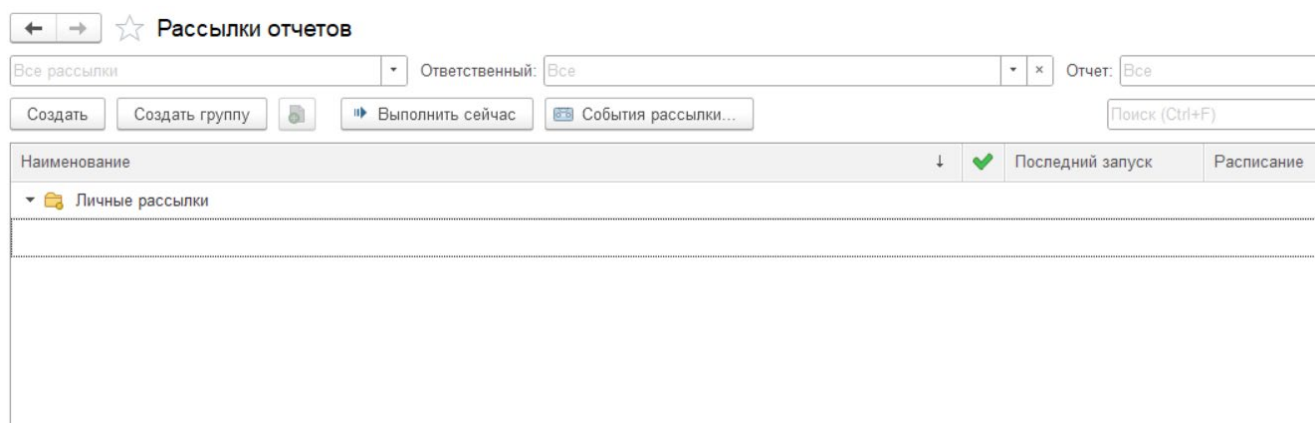 Рассылки отчетов
Все рассылки Ответственный: Все Отчет: Все
Создать Создать группу Выполнить сейчас События рассылки... Поиск (Ctrl+F)
Наименование ↓ Последний запуск Расписание
Личные рассылки